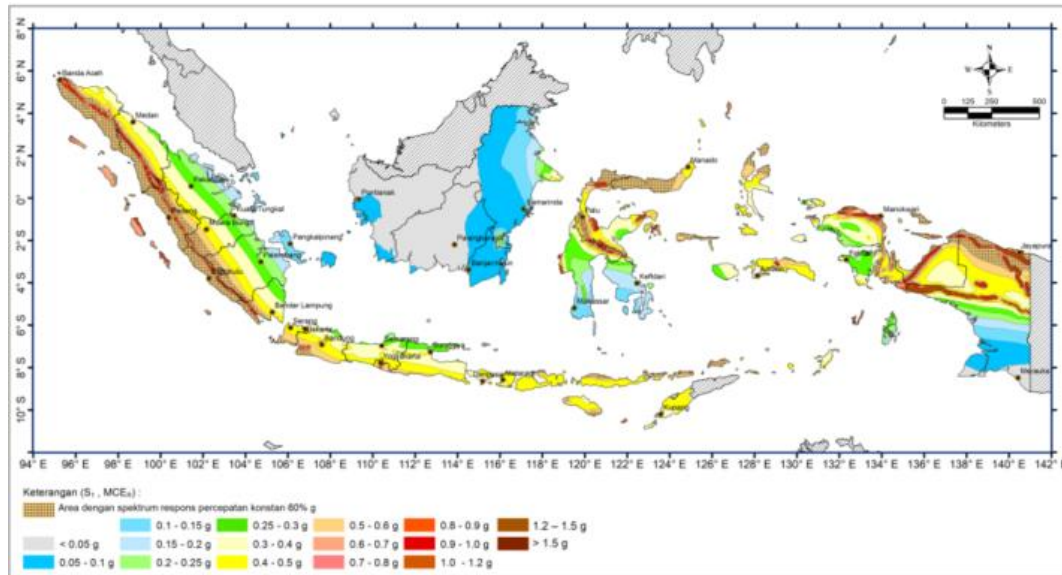 8° N
6° N
4° N
2° N
0°
2° S
4° S
6° S
8° S
10° S
N
W E
S
0 125 250 500
Kilometers
Banda Aceh
Medan
Manado
Pontianak
Samarinda
Kuala Tungkal
Padang
Muara Bungo
Palu
Manokwari
Pangkalpinang
Jayapura
Palembang
Bengkulu
Kendari
Makassar
Bandar Lampung
Serang
Jakarta
Bandung
Semarang
Surabaya
Yogyakarta
Merauke
Kupang
94° E 96° E 98° E 100° E 102° E 104° E 106° E 108° E 110° E 112° E 114° E 116° E 118° E 120° E 122° E 124° E 126° E 128° E 130° E 132° E 134° E 136° E 138° E 140° E 142° E
Keterangan (S₁ , MCEᵣ) :
Area dengan spektrum respons percepatan konstan 60% g
0.1 - 0.15 g 0.25 - 0.3 g 0.5 - 0.6 g 0.8 - 0.9 g 1.2 – 1.5 g
< 0.05 g 0.15 - 0.2 g 0.3 - 0.4 g 0.6 - 0.7 g 0.9 - 1.0 g > 1.5 g
0.05 - 0.1 g 0.2 - 0.25 g 0.4 - 0.5 g 0.7 - 0.8 g 1.0 - 1.2 g